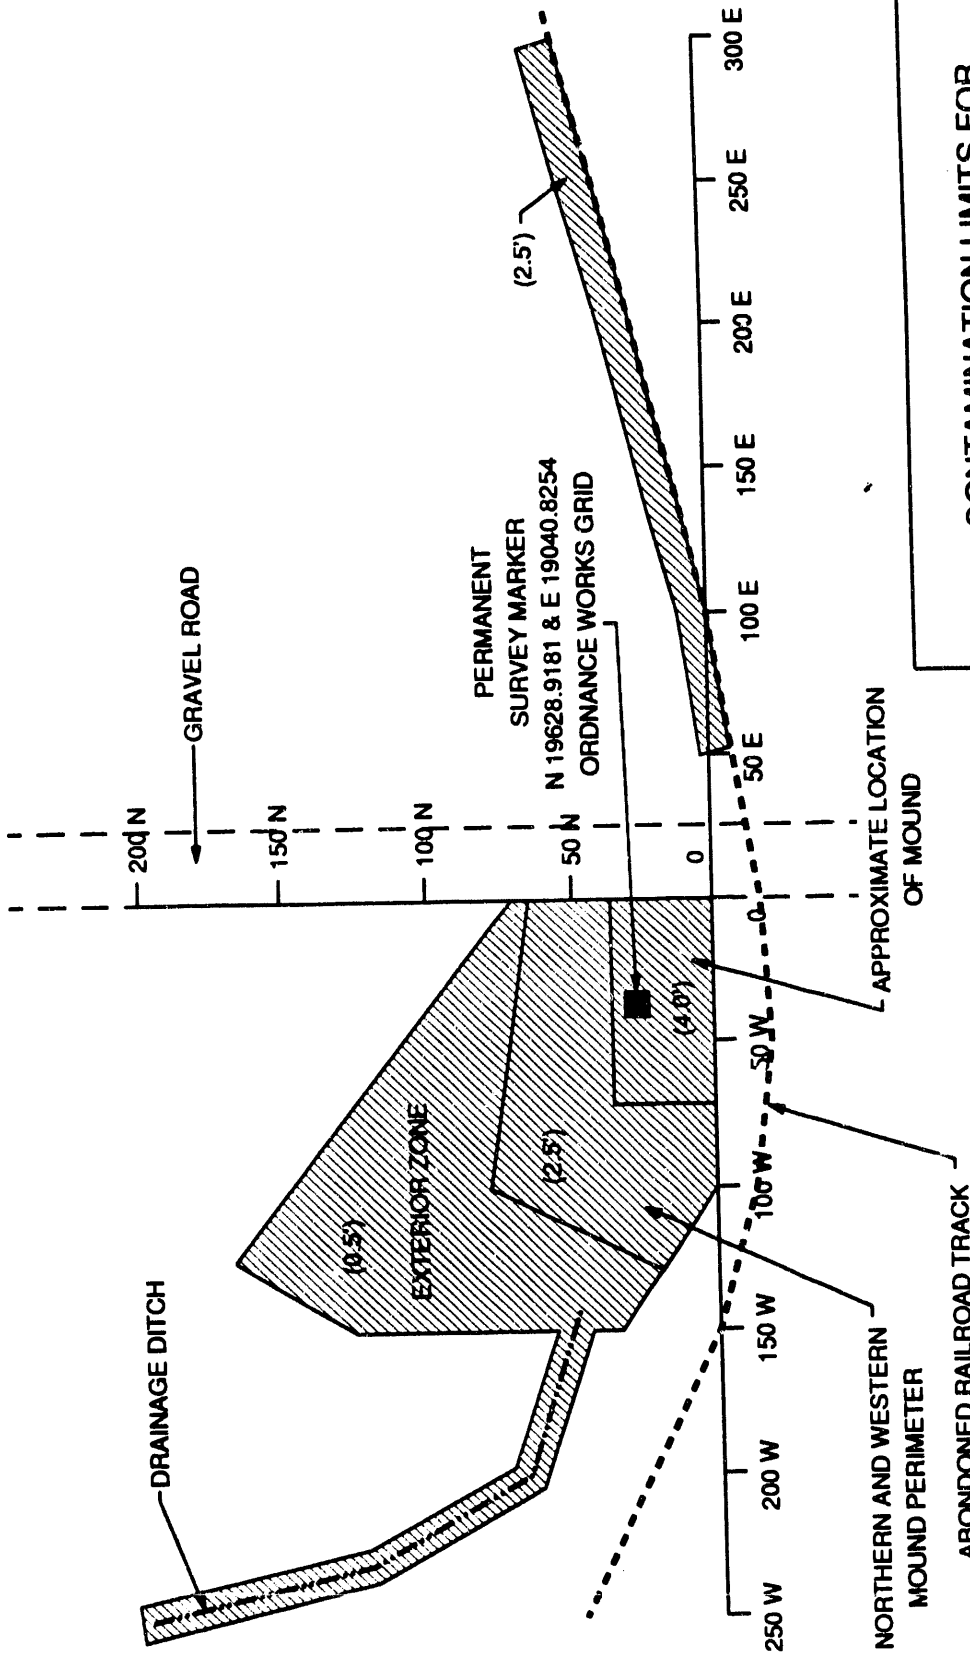 DRAINAGE DITCH
GRAVEL ROAD
200 N
150 N
100 N
50 N
0
(0.5')
EXTERIOR ZONE
(2.5')
(4.0')
PERMANENT
SURVEY MARKER
N 19628.9181 & E 19040.8254
ORDNANCE WORKS GRID
(2.5')
250 W
200 W
150 W
100 W
50 W
0
50 E
100 E
150 E
200 E
250 E
300 E
NORTHERN AND WESTERN
MOUND PERIMETER
ABONDONED RAILROAD TRACK
APPROXIMATE LOCATION
OF MOUND
CONTAMINATION LIMITS FOR